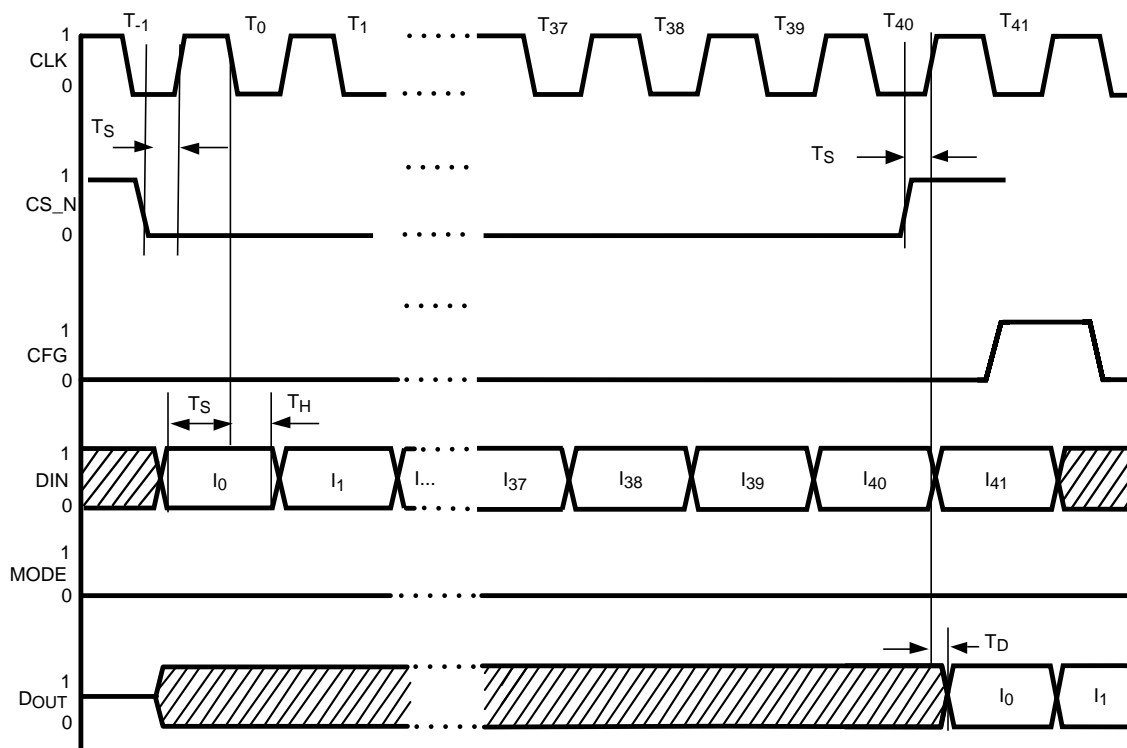 T-1 T0 T1 T37 T38 T39 T40 T41
1
CLK
0
TS
TS
1
CS_N
0
1
CFG
0
TS TH
1
DIN
0
I0 I1 I... I37 I38 I39 I40 I41
1
MODE
0
TD
1
DOUT
0
I0 I1